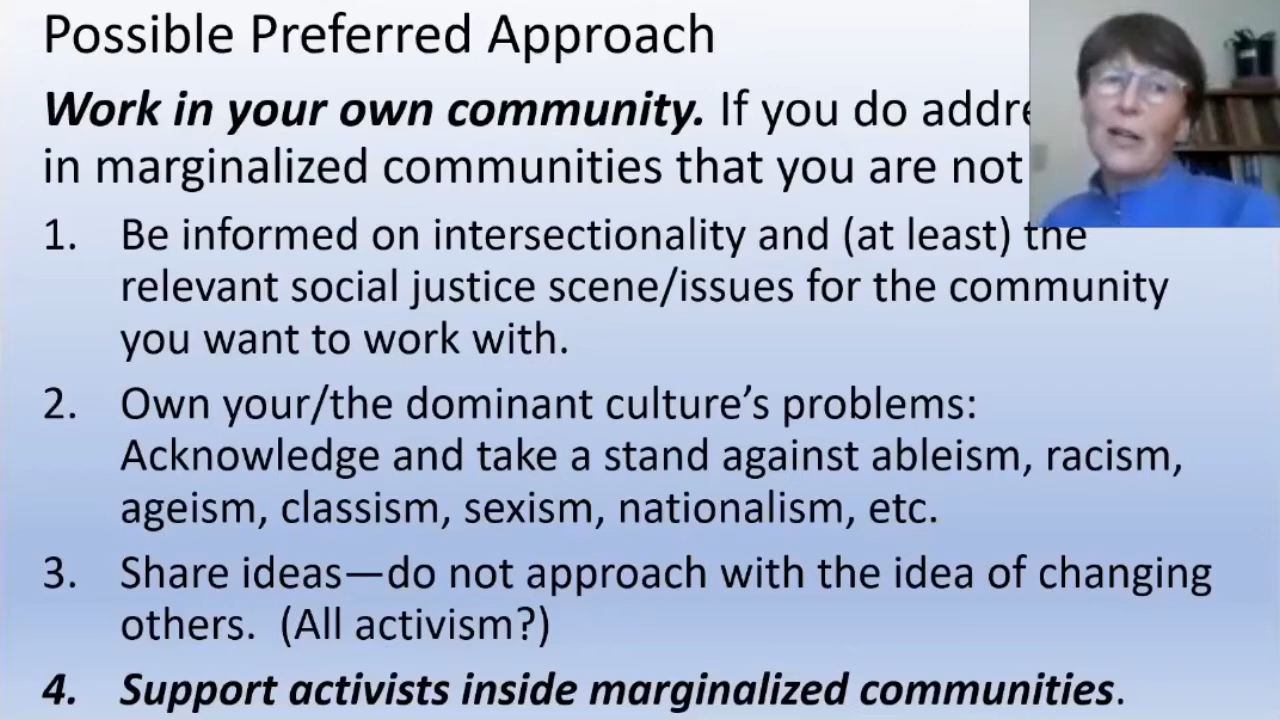 Possible Preferred Approach
Work in your own community. If you do
in marginalized communities that you are not
1. Be informed on intersectionality and (at least) the
relevant social justice scene/issues for the community
you want to work with.
2. Own your/the dominant culture’s problems:
Acknowledge and take a stand against ableism, racism,
ageism, classism, sexism, nationalism, etc.
3. Share ideas—do not approach with the idea of changing
others. (All activism?)
4. Support activists inside marginalized communities.